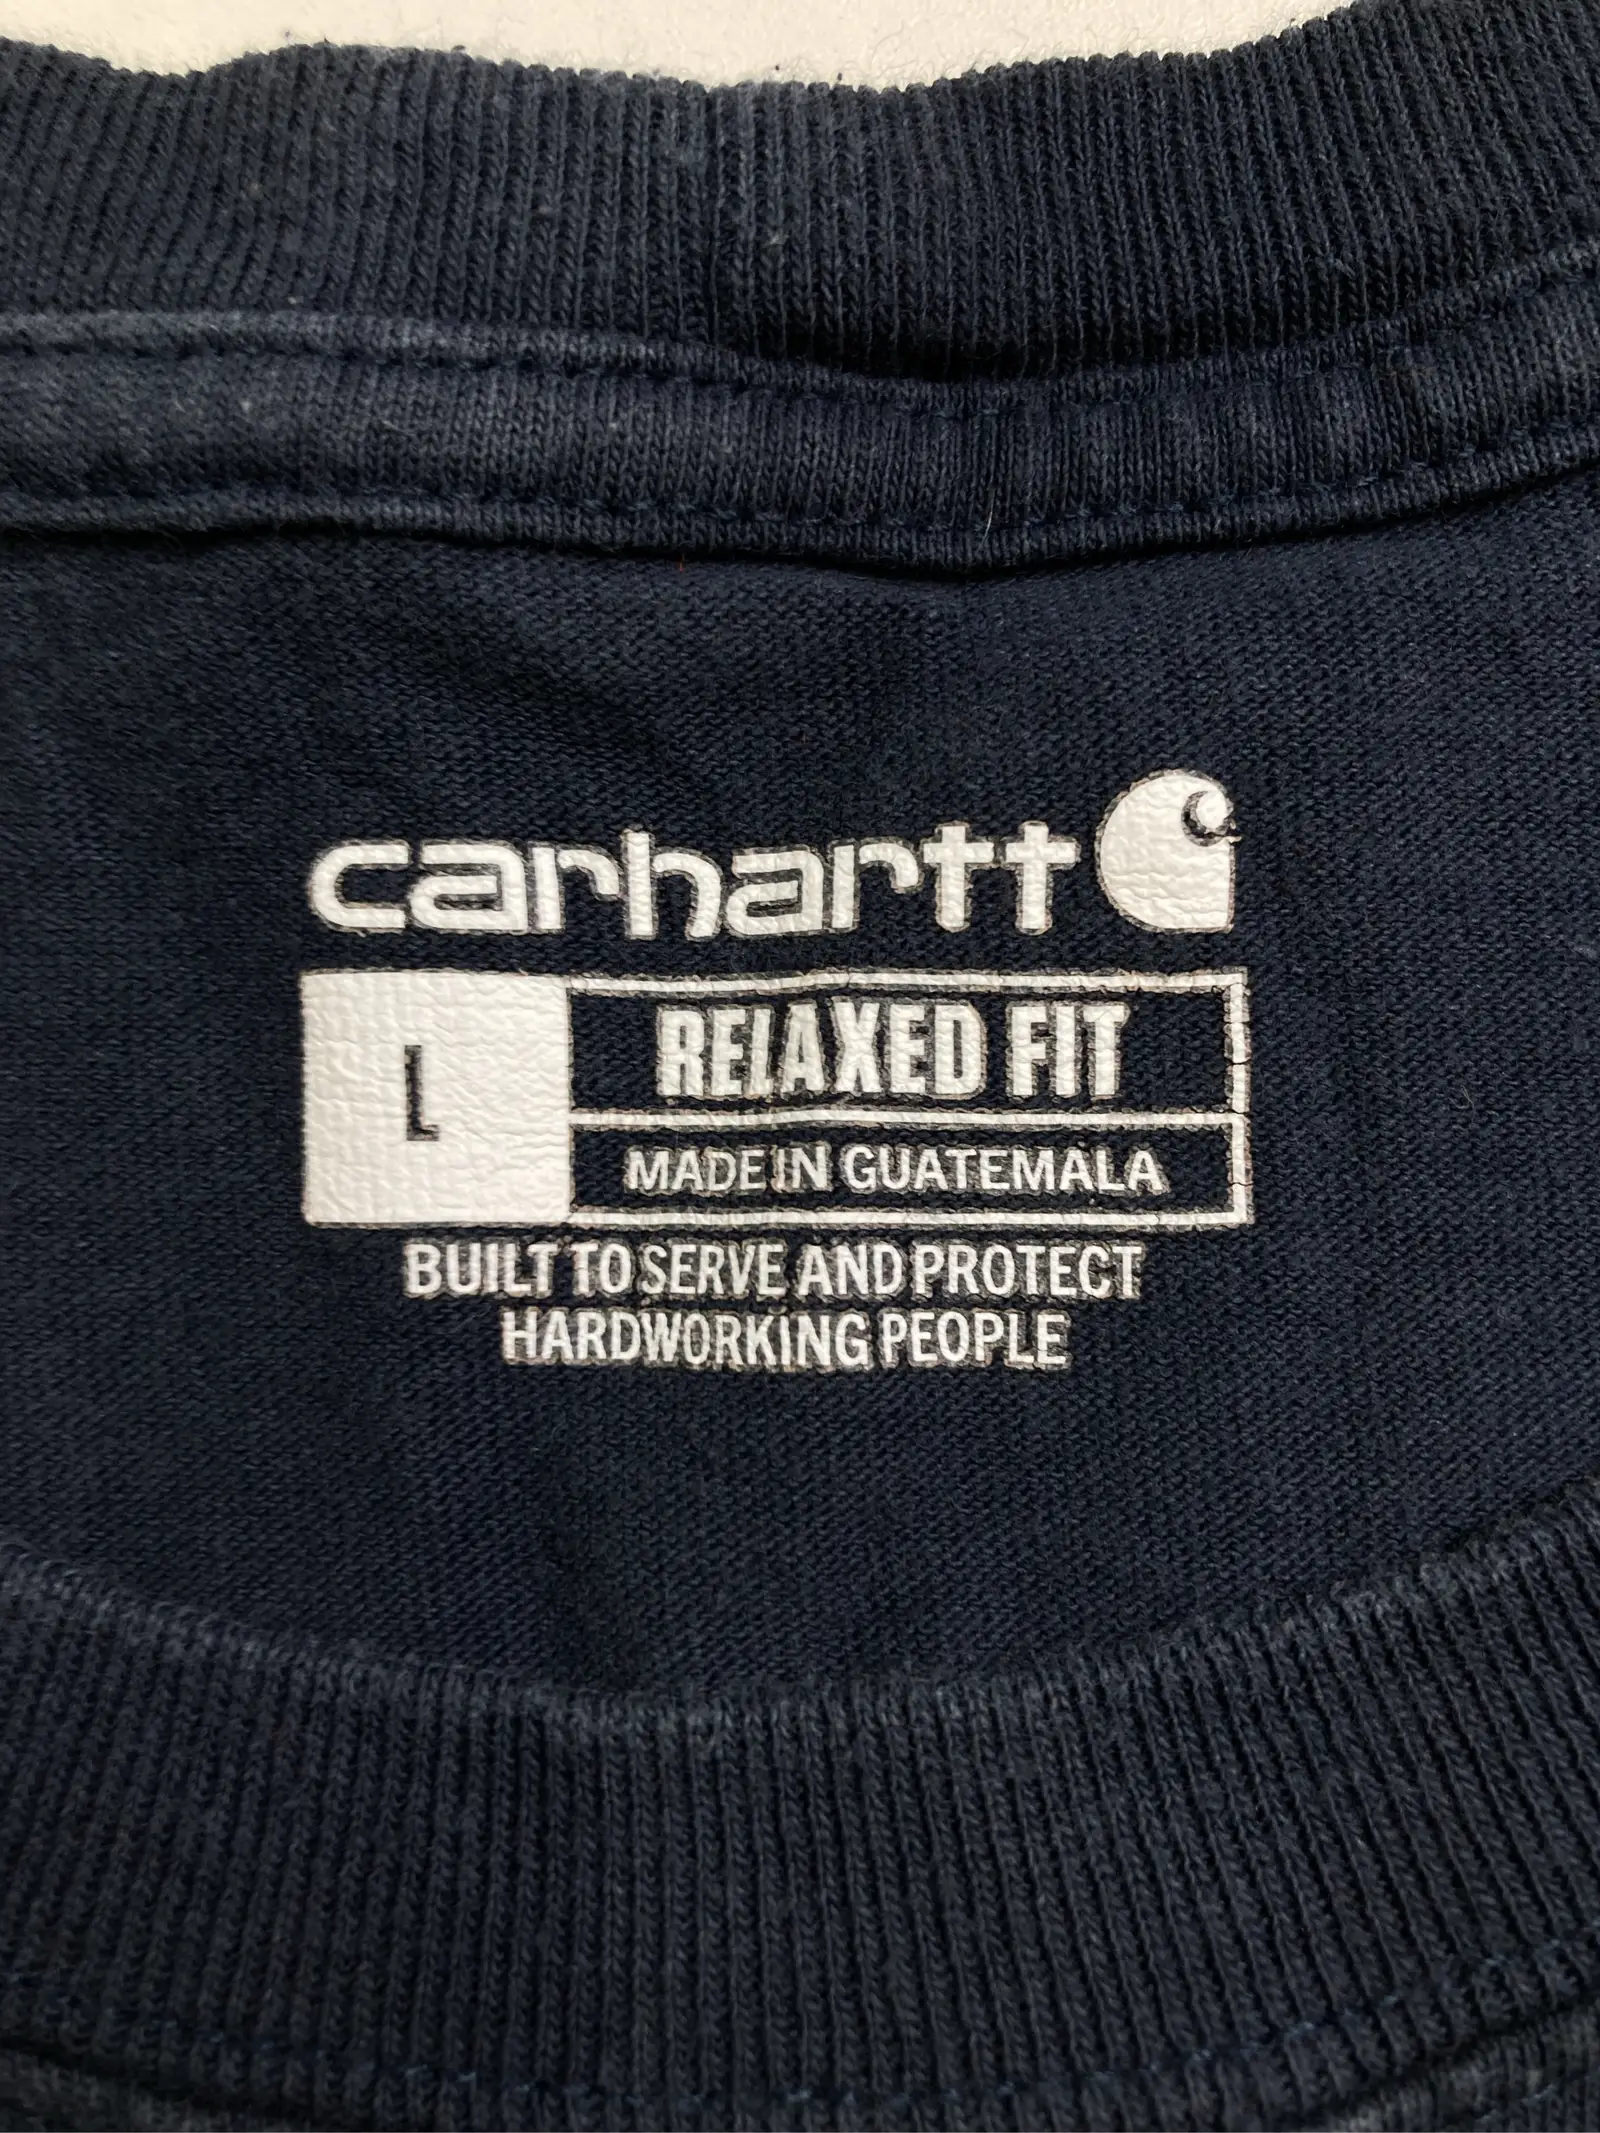 carhartt
L
RELAXED FIT
MADE IN GUATEMALA
BUILT TO SERVE AND PROTECT
HARDWORKING PEOPLE